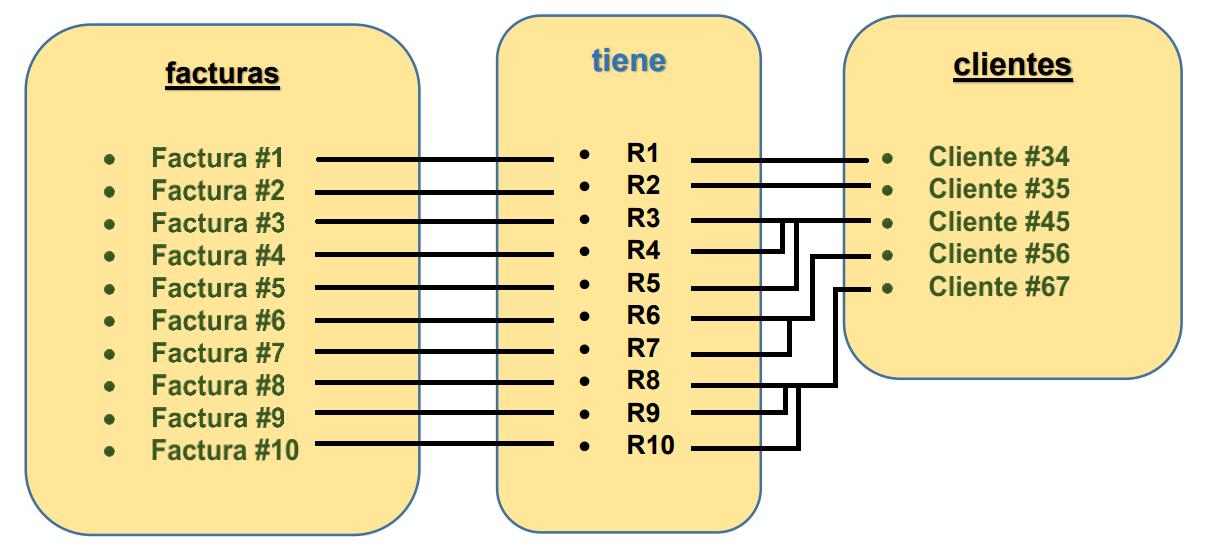 facturas
Factura #1
Factura #2
Factura #3
Factura #4
Factura #5
Factura #6
Factura #7
Factura #8
Factura #9
Factura #10
tiene
R1
R2
R3
R4
R5
R6
R7
R8
R9
R10
clientes
Cliente #34
Cliente #35
Cliente #45
Cliente #56
Cliente #67